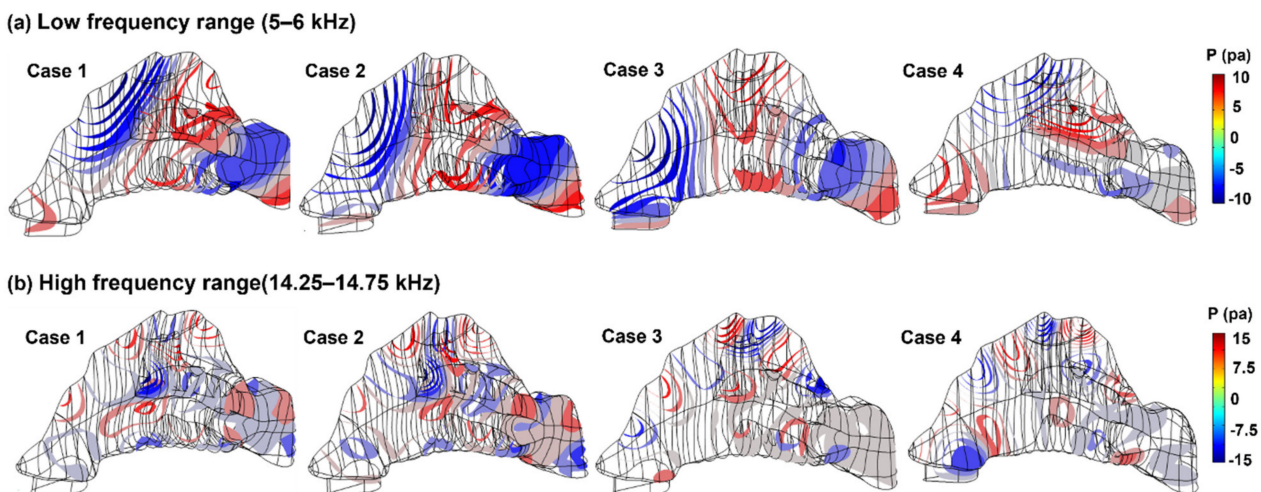 (a) Low frequency range (5–6 kHz)
Case 1
Case 2
Case 3
Case 4
P (pa)
10
5
0
-5
-10
(b) High frequency range(14.25–14.75 kHz)
Case 1
Case 2
Case 3
Case 4
P (pa)
15
7.5
0
-7.5
-15